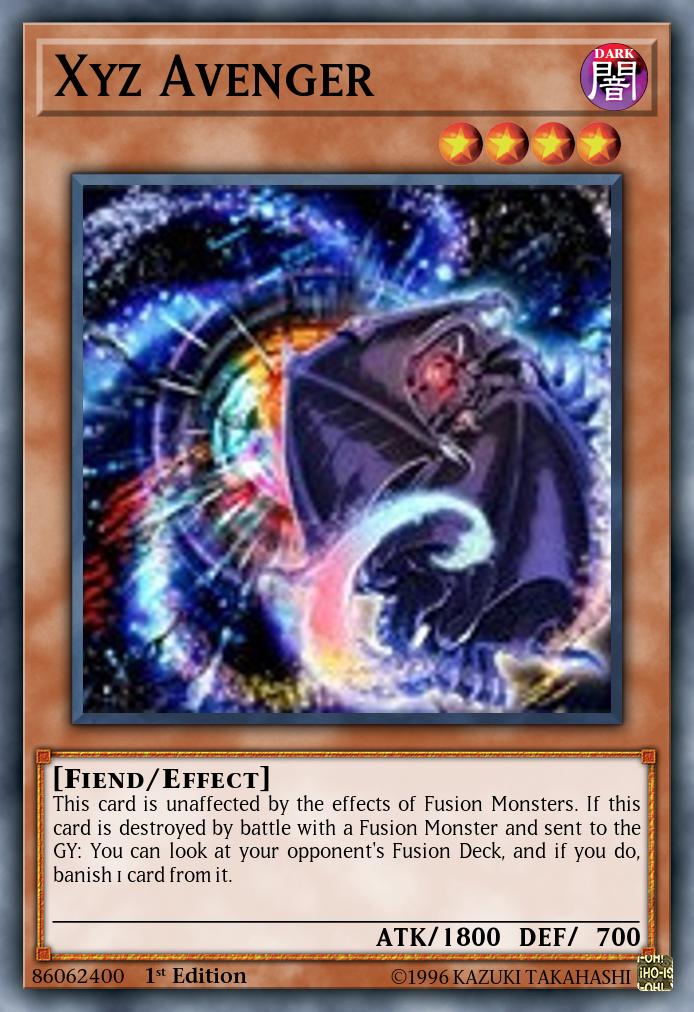 Xyz Avenger
DARK
闇
[Fiend/Effect]
This card is unaffected by the effects of Fusion Monsters. If this
card is destroyed by battle with a Fusion Monster and sent to the
GY: You can look at your opponent's Fusion Deck, and if you do,
banish 1 card from it.
ATK/1800 DEF/ 700
86062400 1st Edition ©1996 KAZUKI TAKAHASHI